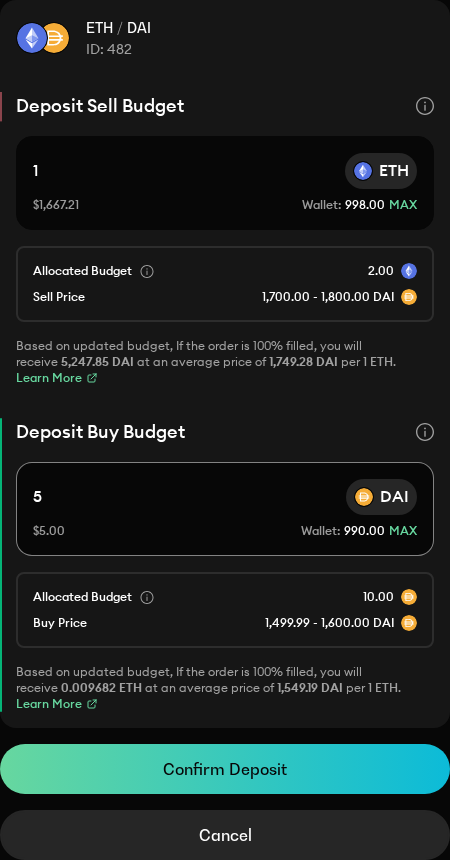 ETH / DAI
ID: 482
Deposit Sell Budget
1 ETH
$1,667.21 Wallet: 998.00 MAX
Allocated Budget 2.00
Sell Price 1,700.00 - 1,800.00 DAI
Based on updated budget, If the order is 100% filled, you will
receive 5,247.85 DAI at an average price of 1,749.28 DAI per 1 ETH.
Learn More
Deposit Buy Budget
5 DAI
$5.00 Wallet: 990.00 MAX
Allocated Budget 10.00
Buy Price 1,499.99 - 1,600.00 DAI
Based on updated budget, If the order is 100% filled, you will
receive 0.009682 ETH at an average price of 1,549.19 DAI per 1 ETH.
Learn More
Confirm Deposit
Cancel